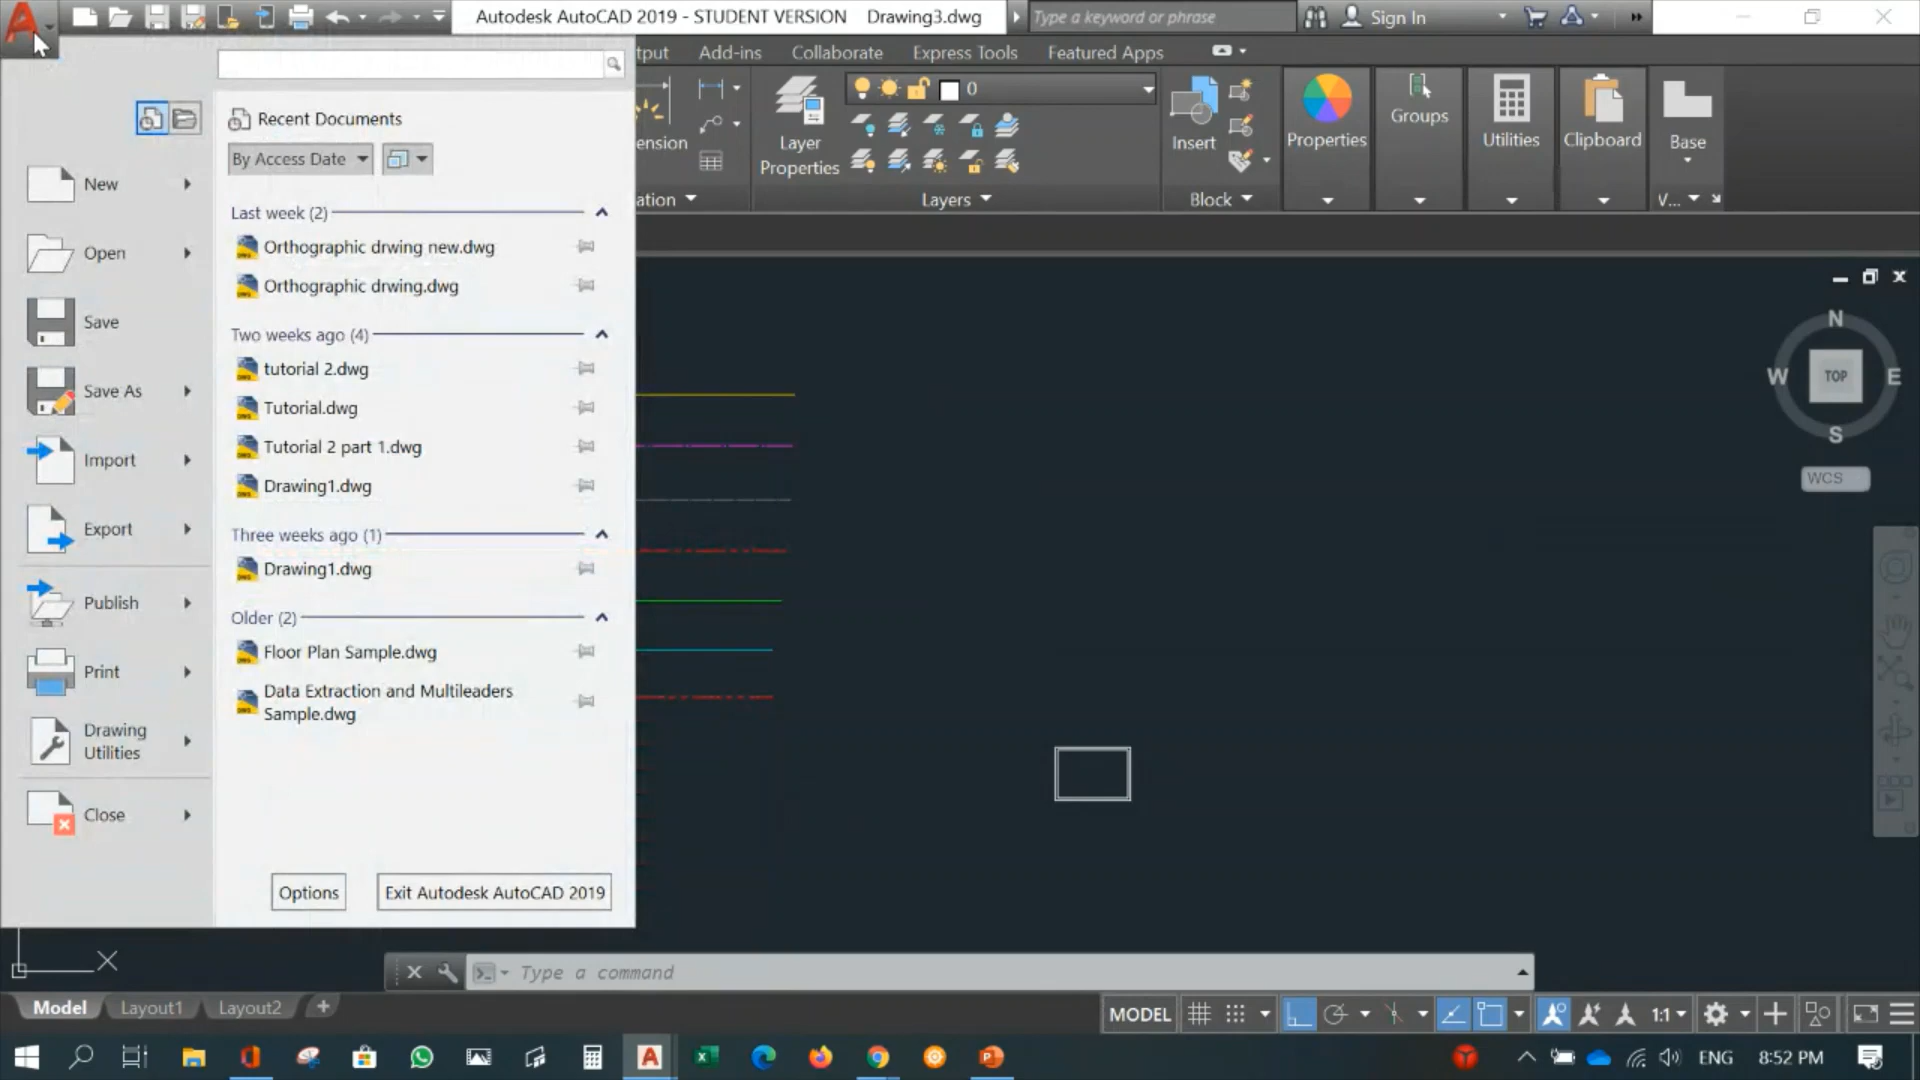 Autodesk AutoCAD 2019 - STUDENT VERSION Drawing3.dwg
Type a keyword or phrase
Sign In
tput
Add-ins
Collaborate
Express Tools
Featured Apps
Recent Documents
By Access Date
Last week (2)
Orthographic drwing new.dwg
Orthographic drwing.dwg
Two weeks ago (4)
tutorial 2.dwg
Tutorial.dwg
Tutorial 2 part 1.dwg
Drawing1.dwg
Three weeks ago (1)
Drawing1.dwg
Older (2)
Floor Plan Sample.dwg
Data Extraction and Multileaders
Sample.dwg
New
Open
Save
Save As
Import
Export
Publish
Print
Drawing
Utilities
Close
Options
Exit Autodesk AutoCAD 2019
ension
ation
Layer
Properties
0
Layers
Insert
Block
Properties
Groups
Utilities
Clipboard
Base
V...
N
W
TOP
E
S
WCS
X
Type a command
Model
Layout1
Layout2
+
MODEL
1:1
ENG
8:52 PM